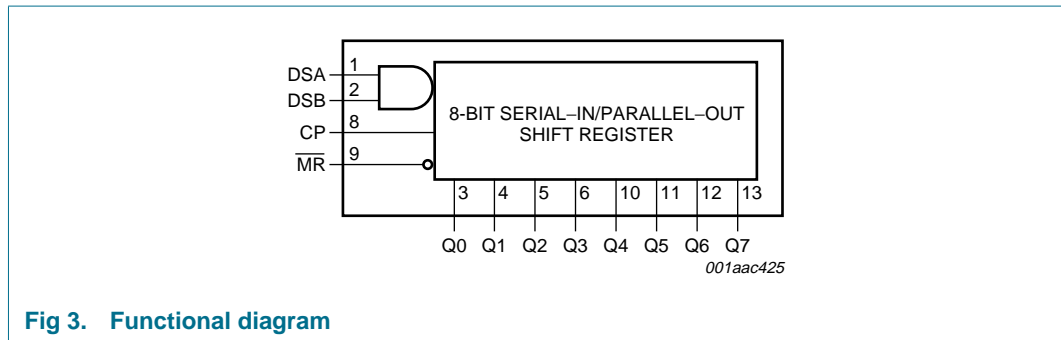 DSA 1
DSB 2
CP 8
M̅R̅ 9
8-BIT SERIAL–IN/PARALLEL–OUT
SHIFT REGISTER
3 4 5 6 10 11 12 13
Q0 Q1 Q2 Q3 Q4 Q5 Q6 Q7
001aac425
Fig 3. Functional diagram